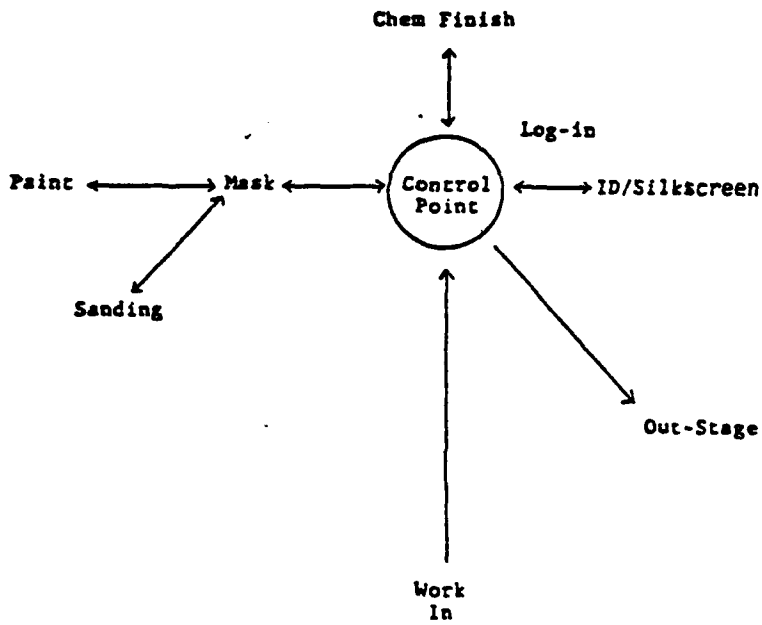 Chem Finish
Log-in
Paint
Mask
Control
Point
ID/Silkscreen
Sanding
Out-Stage
Work
In